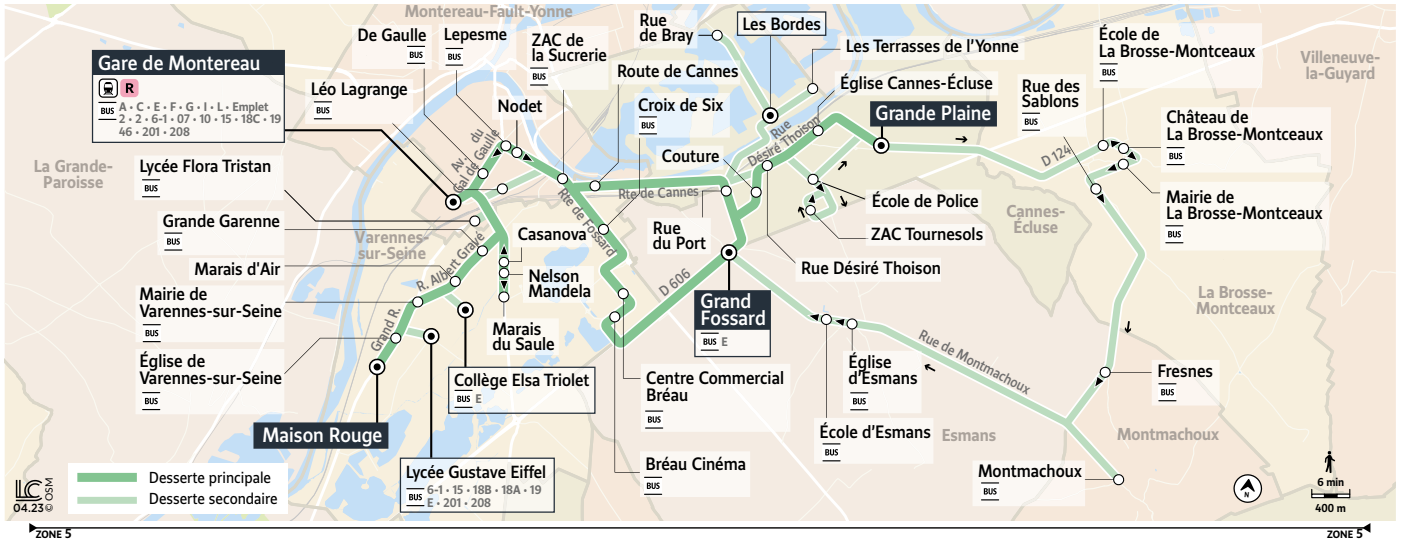 Montereau-Fault-Yonne
De Gaulle
BUS
Lepesme
BUS
ZAC de
la Sucrerie
BUS
Rue
de Bray
Les Bordes
Les Terrasses de l'Yonne
École de
La Brosse-Montceaux
BUS
Villeneuve-
la-Guyard
Gare de Montereau
R
BUS
A • C • E • F • G • I • L • Emplet
2 • 2 • 6-1 • 07 • 10 • 15 • 18C • 19
46 • 201 • 208
Léo Lagrange
BUS
Nodet
Route de Cannes
Croix de Six
BUS
Église Cannes-Écluse
Grande Plaine
Rue des
Sablons
BUS
Château de
La Brosse-Montceaux
BUS
Av. du
Gal de Gaulle
Rue
Désiré Thoison
Couture
D 124
La Grande-
Paroisse
Lycée Flora Tristan
BUS
Rte de Cannes
Rte de Fossard
École de Police
Mairie de
La Brosse-Montceaux
BUS
Grande Garenne
BUS
Varennes-
sur-Seine
Casanova
Rue
du Port
ZAC Tournesols
Cannes-
Écluse
Marais d'Air
R. Albert Gravé
Nelson
Mandela
D 606
Rue Désiré Thoison
Mairie de
Varennes-sur-Seine
BUS
Grand R.
Marais
du Saule
Grand
Fossard
BUS E
La Brosse-
Montceaux
Église de
Varennes-sur-Seine
BUS
Collège Elsa Triolet
BUS E
Centre Commercial
Bréau
BUS
Église
d'Esmans
BUS
Rue de Montmachoux
Fresnes
BUS
Maison Rouge
École d'Esmans
BUS
Esmans
Montmachoux
Lycée Gustave Eiffel
BUS
6-1 • 15 • 18B • 18A • 19
E • 201 • 208
Bréau Cinéma
BUS
Montmachoux
BUS
Desserte principale
Desserte secondaire
LC
04.23 © OSM
N
6 min
400 m
ZONE 5
ZONE 5